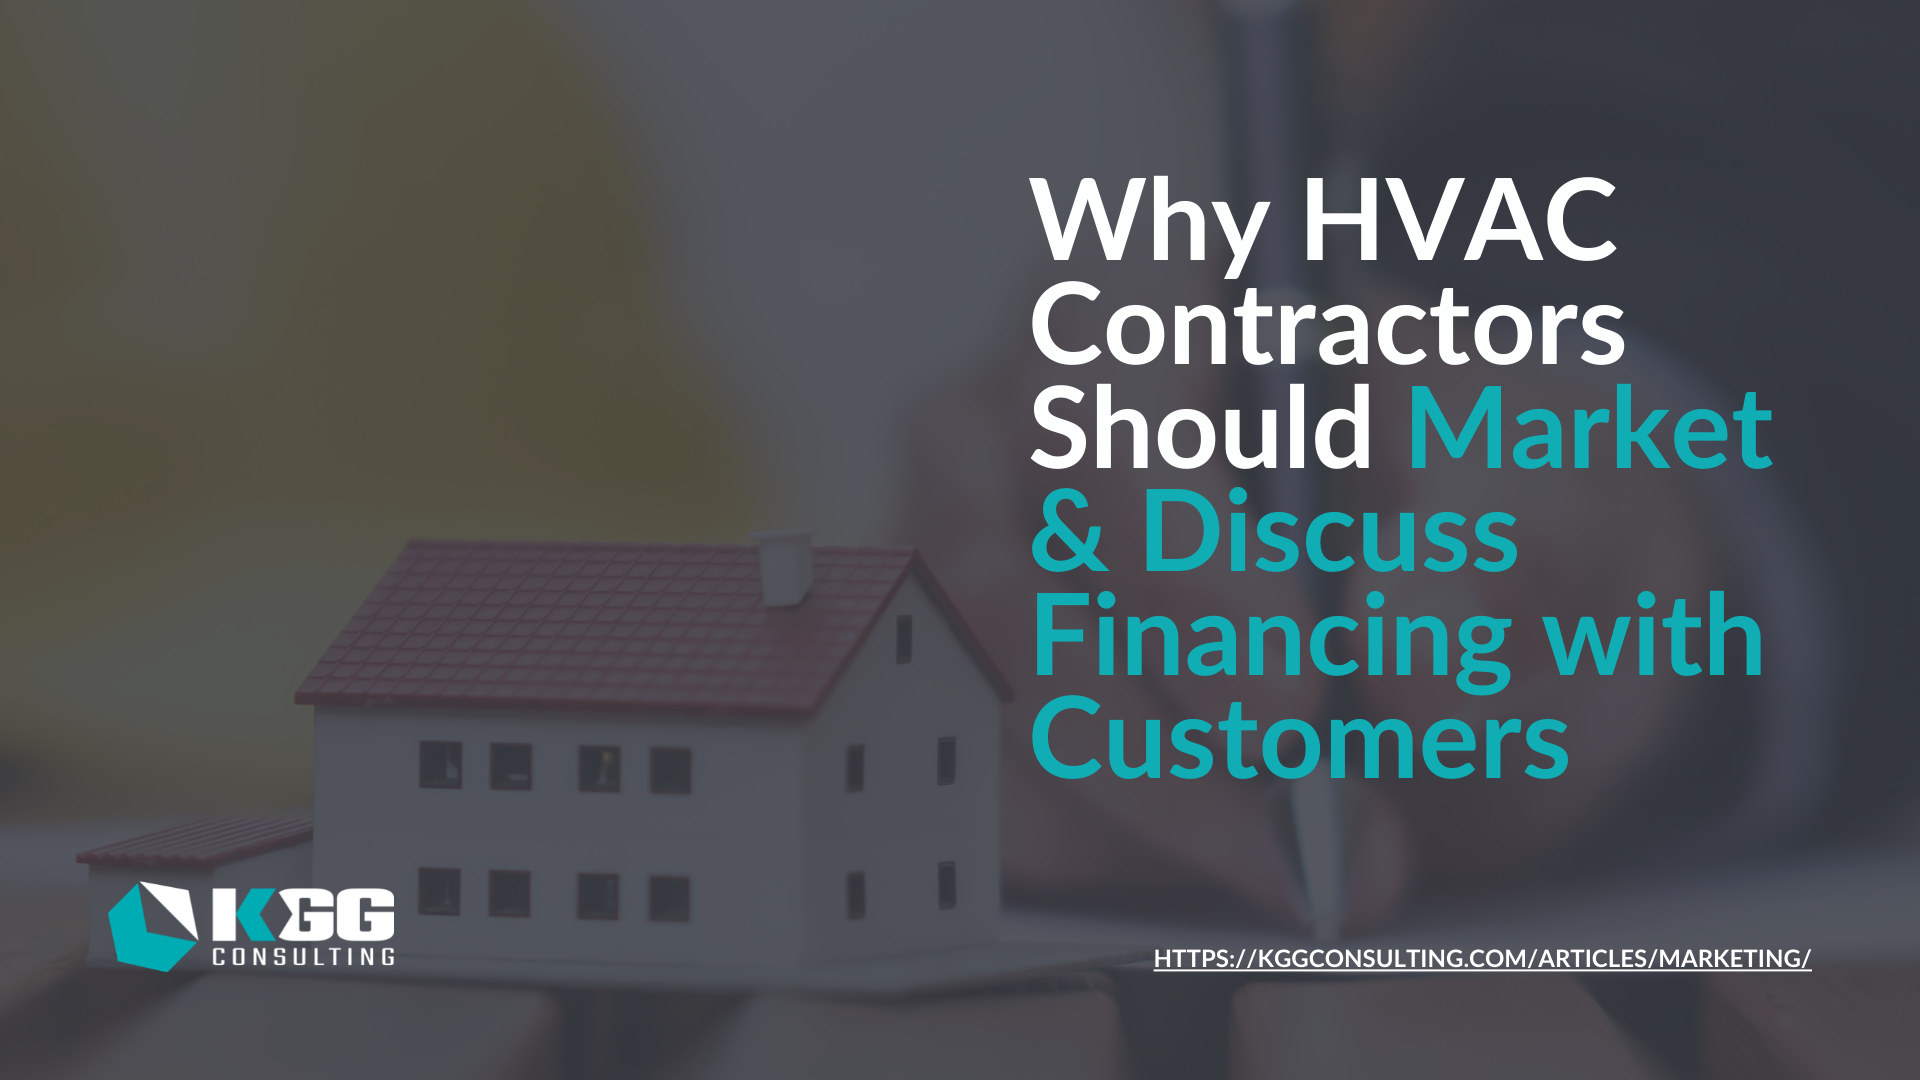 Why HVAC
Contractors
Should Market
& Discuss
Financing with
Customers
KGG
CONSULTING
HTTPS://KGGCONSULTING.COM/ARTICLES/MARKETING/